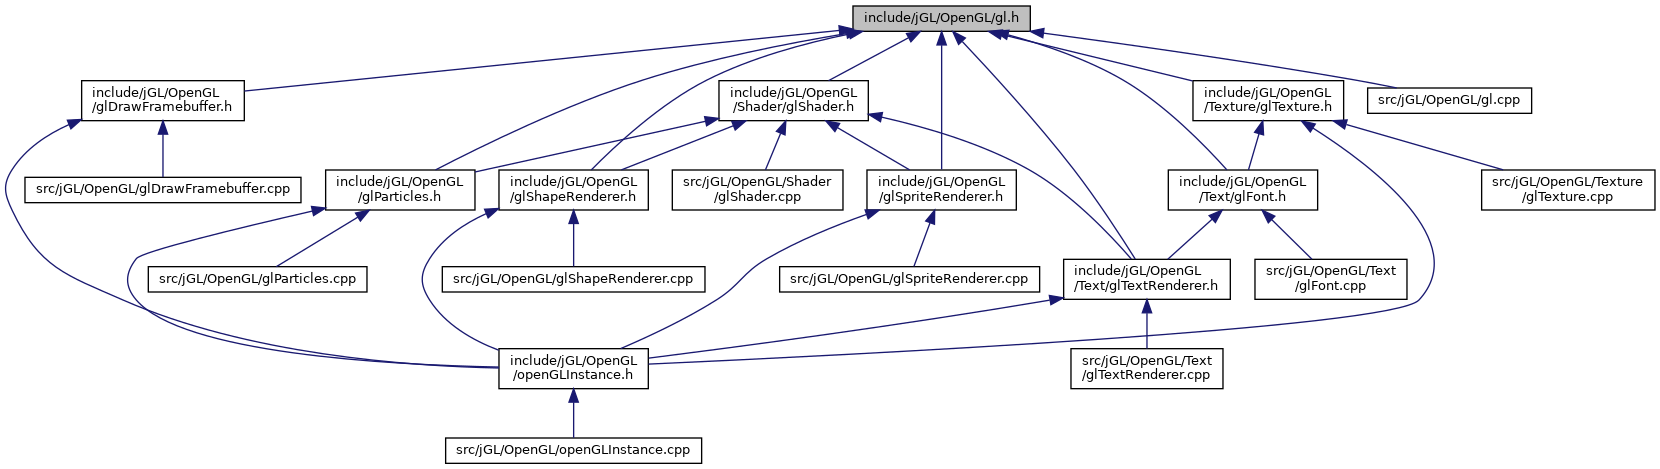 include/jGL/OpenGL/gl.h
include/jGL/OpenGL
/glDrawFramebuffer.h
include/jGL/OpenGL
/Shader/glShader.h
include/jGL/OpenGL
/Texture/glTexture.h
src/jGL/OpenGL/gl.cpp
src/jGL/OpenGL/glDrawFramebuffer.cpp
include/jGL/OpenGL
/glParticles.h
include/jGL/OpenGL
/glShapeRenderer.h
src/jGL/OpenGL/Shader
/glShader.cpp
include/jGL/OpenGL
/glSpriteRenderer.h
include/jGL/OpenGL
/Text/glFont.h
src/jGL/OpenGL/Texture
/glTexture.cpp
src/jGL/OpenGL/glParticles.cpp
src/jGL/OpenGL/glShapeRenderer.cpp
src/jGL/OpenGL/glSpriteRenderer.cpp
include/jGL/OpenGL
/Text/glTextRenderer.h
src/jGL/OpenGL/Text
/glFont.cpp
include/jGL/OpenGL
/openGLInstance.h
src/jGL/OpenGL/Text
/glTextRenderer.cpp
src/jGL/OpenGL/openGLInstance.cpp